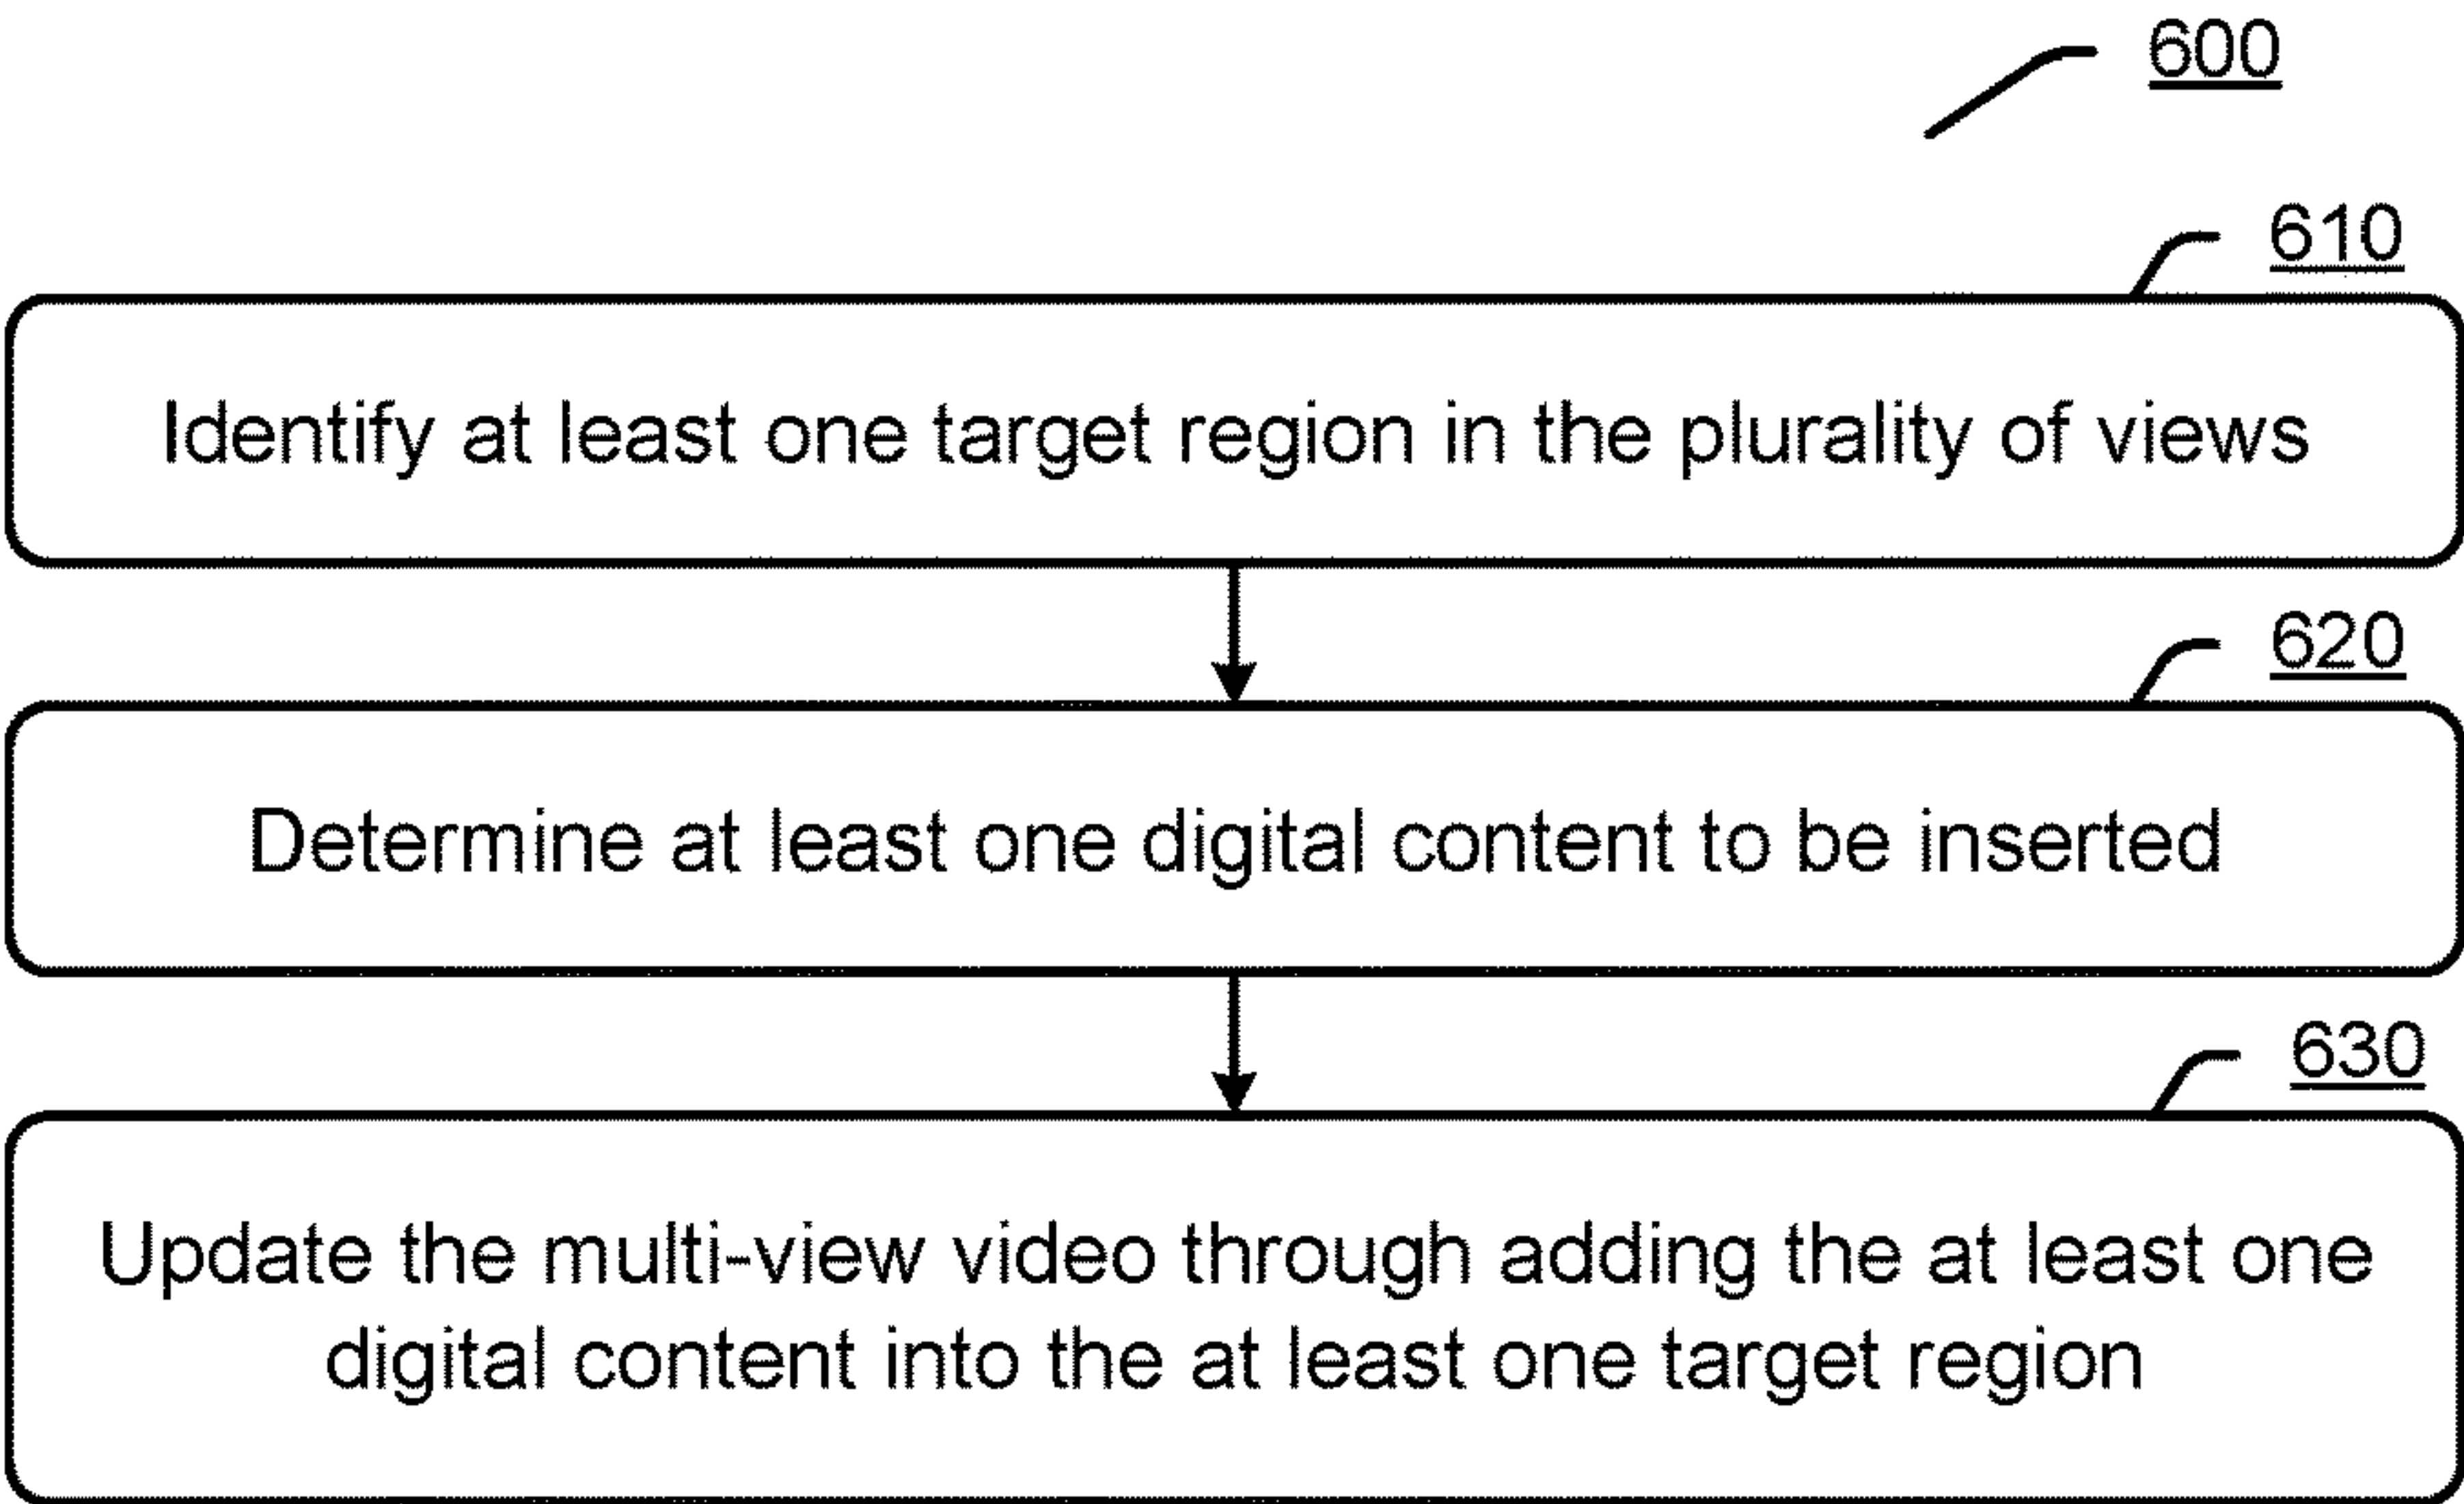 600
610
Identify at least one target region in the plurality of views
620
Determine at least one digital content to be inserted
630
Update the multi-view video through adding the at least one
digital content into the at least one target region